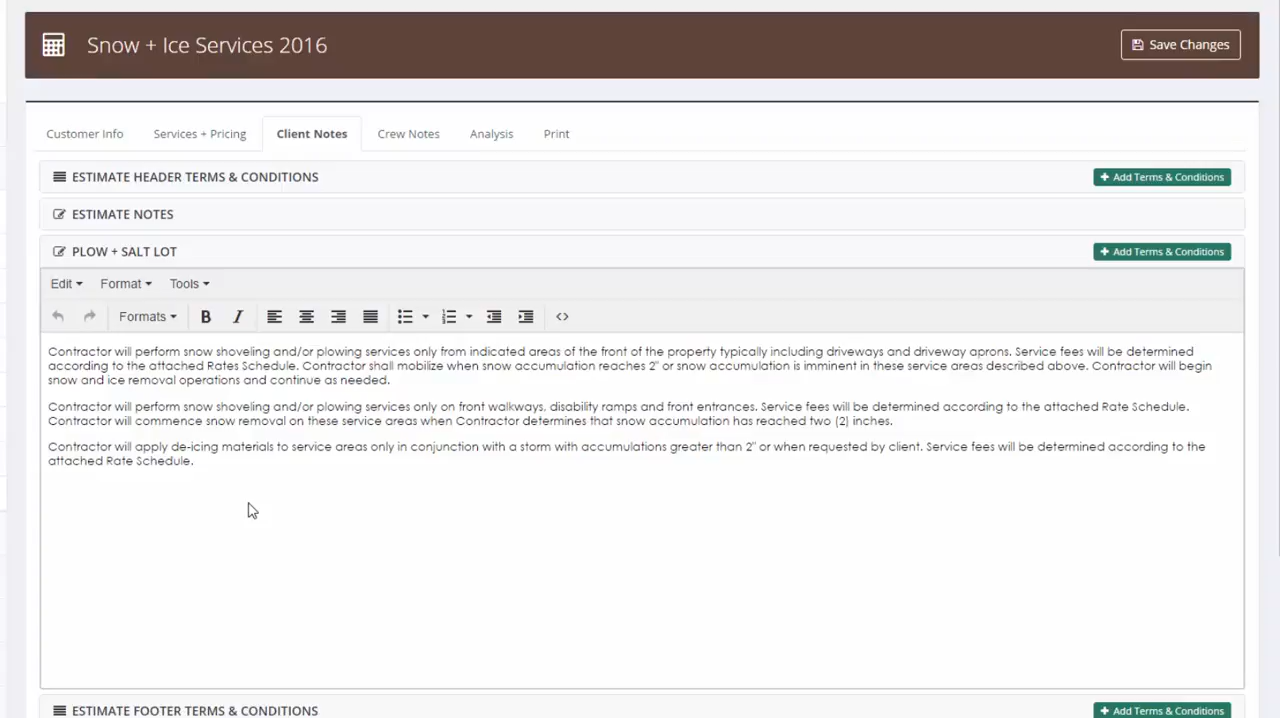 Snow + Ice Services 2016
Save Changes
Customer Info
Services + Pricing
Client Notes
Crew Notes
Analysis
Print
ESTIMATE HEADER TERMS & CONDITIONS
Add Terms & Conditions
ESTIMATE NOTES
PLOW + SALT LOT
Add Terms & Conditions
Edit
Format
Tools
Formats
B
I
Contractor will perform snow shoveling and/or plowing services only from indicated areas of the front of the property typically including driveways and driveway aprons. Service fees will be determined
according to the attached Rates Schedule. Contractor shall mobilize when snow accumulation reaches 2" or snow accumulation is imminent in these service areas described above. Contractor will begin
snow and ice removal operations and continue as needed.
Contractor will perform snow shoveling and/or plowing services only on front walkways, disability ramps and front entrances. Service fees will be determined according to the attached Rate Schedule.
Contractor will commence snow removal on these service areas when Contractor determines that snow accumulation has reached two (2) inches.
Contractor will apply de-icing materials to service areas only in conjunction with a storm with accumulations greater than 2" or when requested by client. Service fees will be determined according to the
attached Rate Schedule.
ESTIMATE FOOTER TERMS & CONDITIONS
Add Terms & Conditions